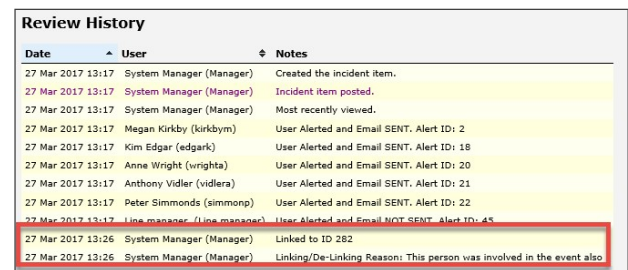 Review History
Date User Notes
27 Mar 2017 13:17 System Manager (Manager) Created the incident item.
27 Mar 2017 13:17 System Manager (Manager) Incident item posted.
27 Mar 2017 13:17 System Manager (Manager) Most recently viewed.
27 Mar 2017 13:17 Megan Kirkby (kirkbym) User Alerted and Email SENT. Alert ID: 2
27 Mar 2017 13:17 Kim Edgar (edgark) User Alerted and Email SENT. Alert ID: 18
27 Mar 2017 13:17 Anne Wright (wrighta) User Alerted and Email SENT. Alert ID: 20
27 Mar 2017 13:17 Anthony Vidler (vidlera) User Alerted and Email SENT. Alert ID: 21
27 Mar 2017 13:17 Peter Simmonds (simmonp) User Alerted and Email SENT. Alert ID: 22
27 Mar 2017 13:17 Line manager (Line manager) User Alerted and Email NOT SENT. Alert ID: 45
27 Mar 2017 13:26 System Manager (Manager) Linked to ID 282
27 Mar 2017 13:26 System Manager (Manager) Linking/De-Linking Reason: This person was involved in the event also